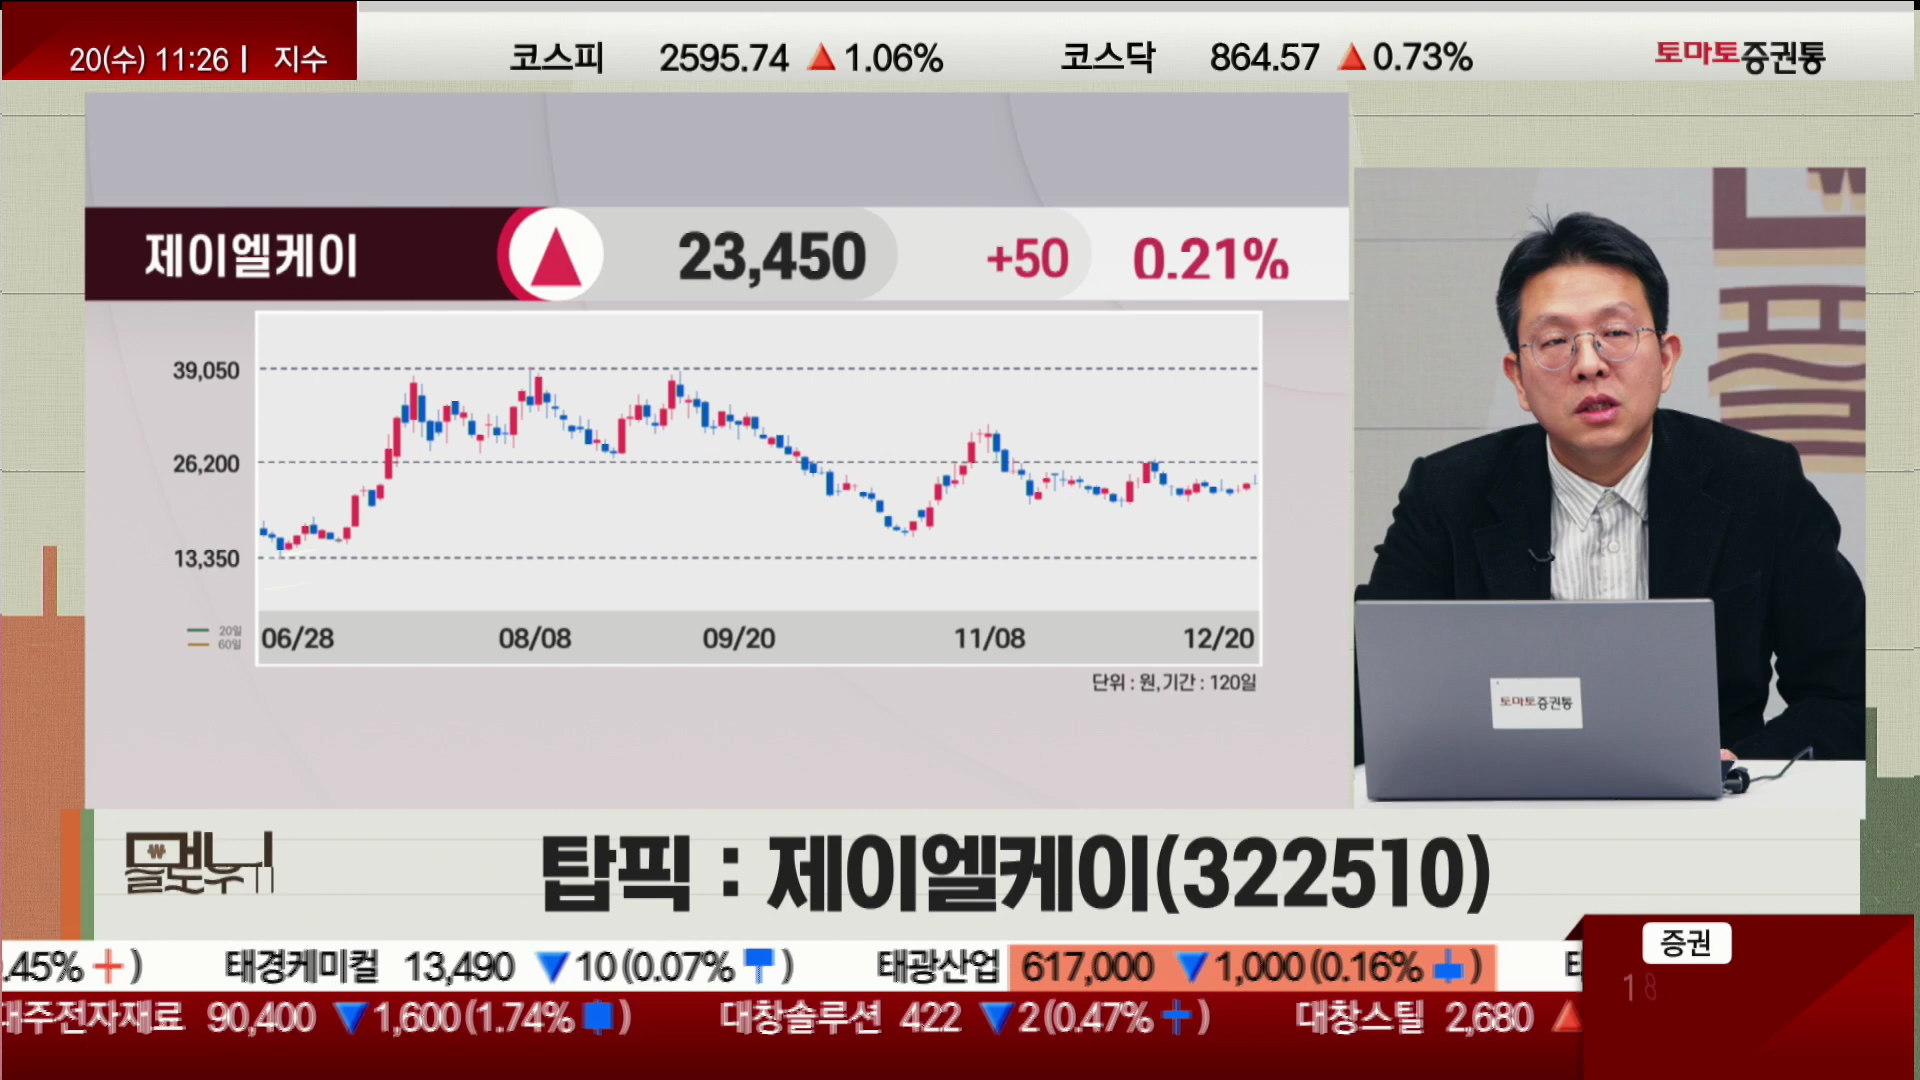 20(수) 11:26 | 지수 코스피 2595.74 ▲1.06% 코스닥 864.57 ▲0.73% 토마토증권통
제이엘케이 ▲ 23,450 +50 0.21%
39,050
26,200
13,350
20일
60일
06/28 08/08 09/20 11/08 12/20
단위 : 원, 기간 : 120일
토마토증권통
탑픽 : 제이엘케이(322510)
증권
.45% ) 태경케미컬 13,490 ▼10(0.07% ) 태광산업 617,000 ▼1,000(0.16% )
대주전자재료 90,400 ▼1,600(1.74% ) 대창솔루션 422 ▼2(0.47% ) 대창스틸 2,680 ▲